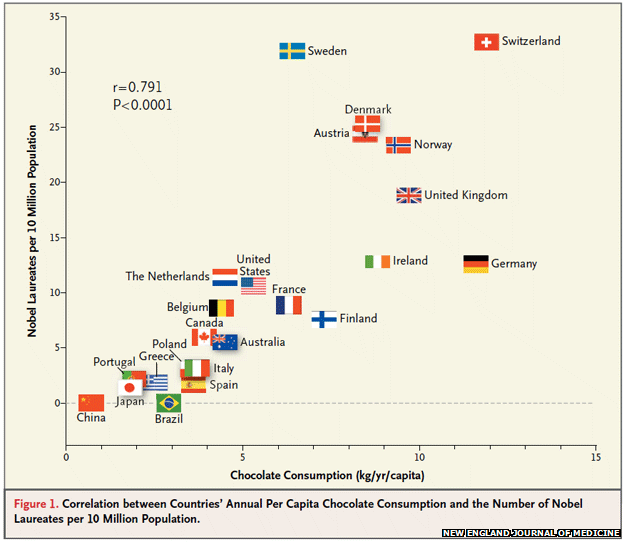 35
30
25
20
15
10
5
0
Nobel Laureates per 10 Million Population
r=0.791
P<0.0001
Sweden
Switzerland
Denmark
Austria
Norway
United Kingdom
Ireland
Germany
United
States
The Netherlands
France
Belgium
Finland
Canada
Australia
Poland
Portugal
Greece
Italy
Spain
Japan
China
Brazil
0
5
10
15
Chocolate Consumption (kg/yr/capita)
Figure 1. Correlation between Countries' Annual Per Capita Chocolate Consumption and the Number of Nobel
Laureates per 10 Million Population.
NEW ENGLAND JOURNAL OF MEDICINE